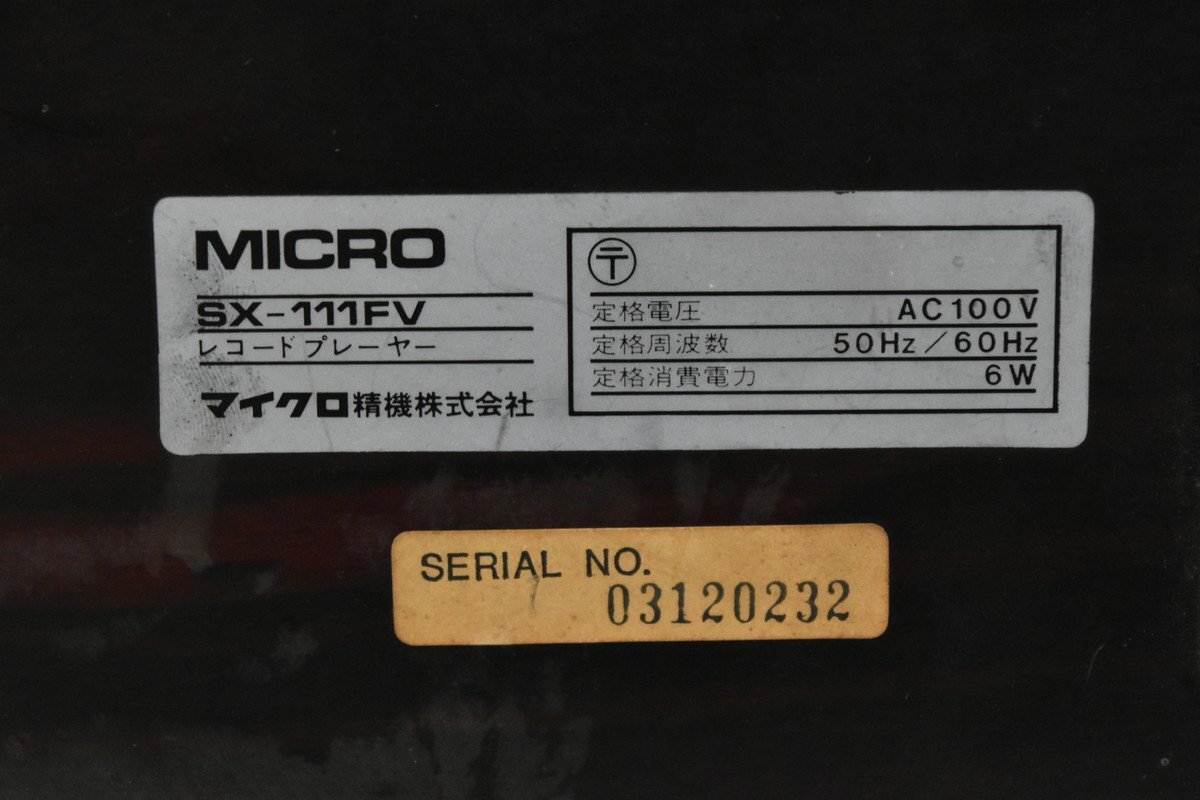 MICRO
SX-111FV
レコードプレーヤー
マイクロ精機株式会社
〒
定格電圧 AC100V
定格周波数 50Hz/60Hz
定格消費電力 6W
SERIAL NO.
03120232